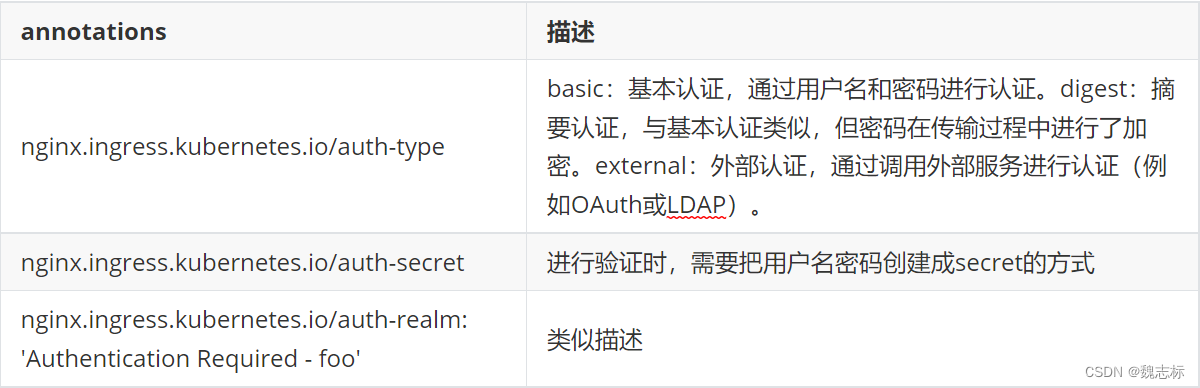 annotations
描述
nginx.ingress.kubernetes.io/auth-type
basic：基本认证，通过用户名和密码进行认证。digest：摘
要认证，与基本认证类似，但密码在传输过程中进行了加
密。external：外部认证，通过调用外部服务进行认证（例
如OAuth或LDAP）。
nginx.ingress.kubernetes.io/auth-secret
进行验证时，需要把用户名密码创建成secret的方式
nginx.ingress.kubernetes.io/auth-realm:
'Authentication Required - foo'
类似描述
CSDN @魏志标